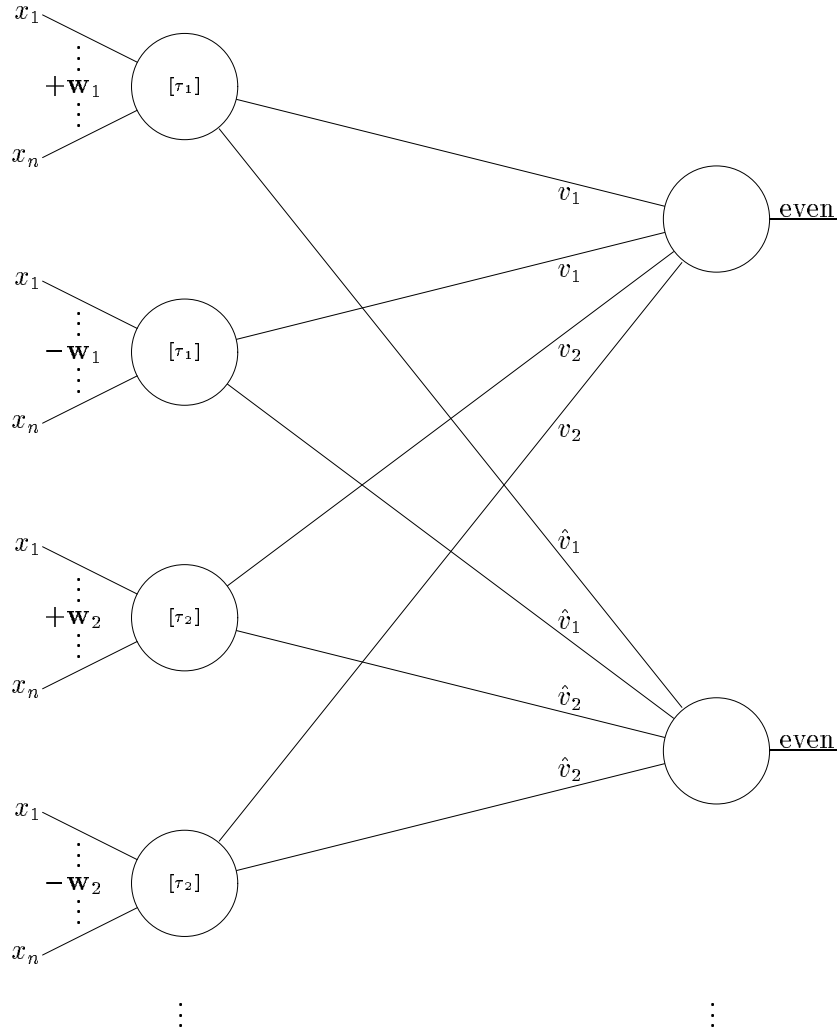 x₁
+𝐰₁
xₙ
[τ₁]
v₁
even
x₁
−𝐰₁
xₙ
[τ₁]
v₁
v₂
v₂
x₁
+𝐰₂
xₙ
[τ₂]
v̂₁
v̂₁
v̂₂
even
v̂₂
x₁
−𝐰₂
xₙ
[τ₂]